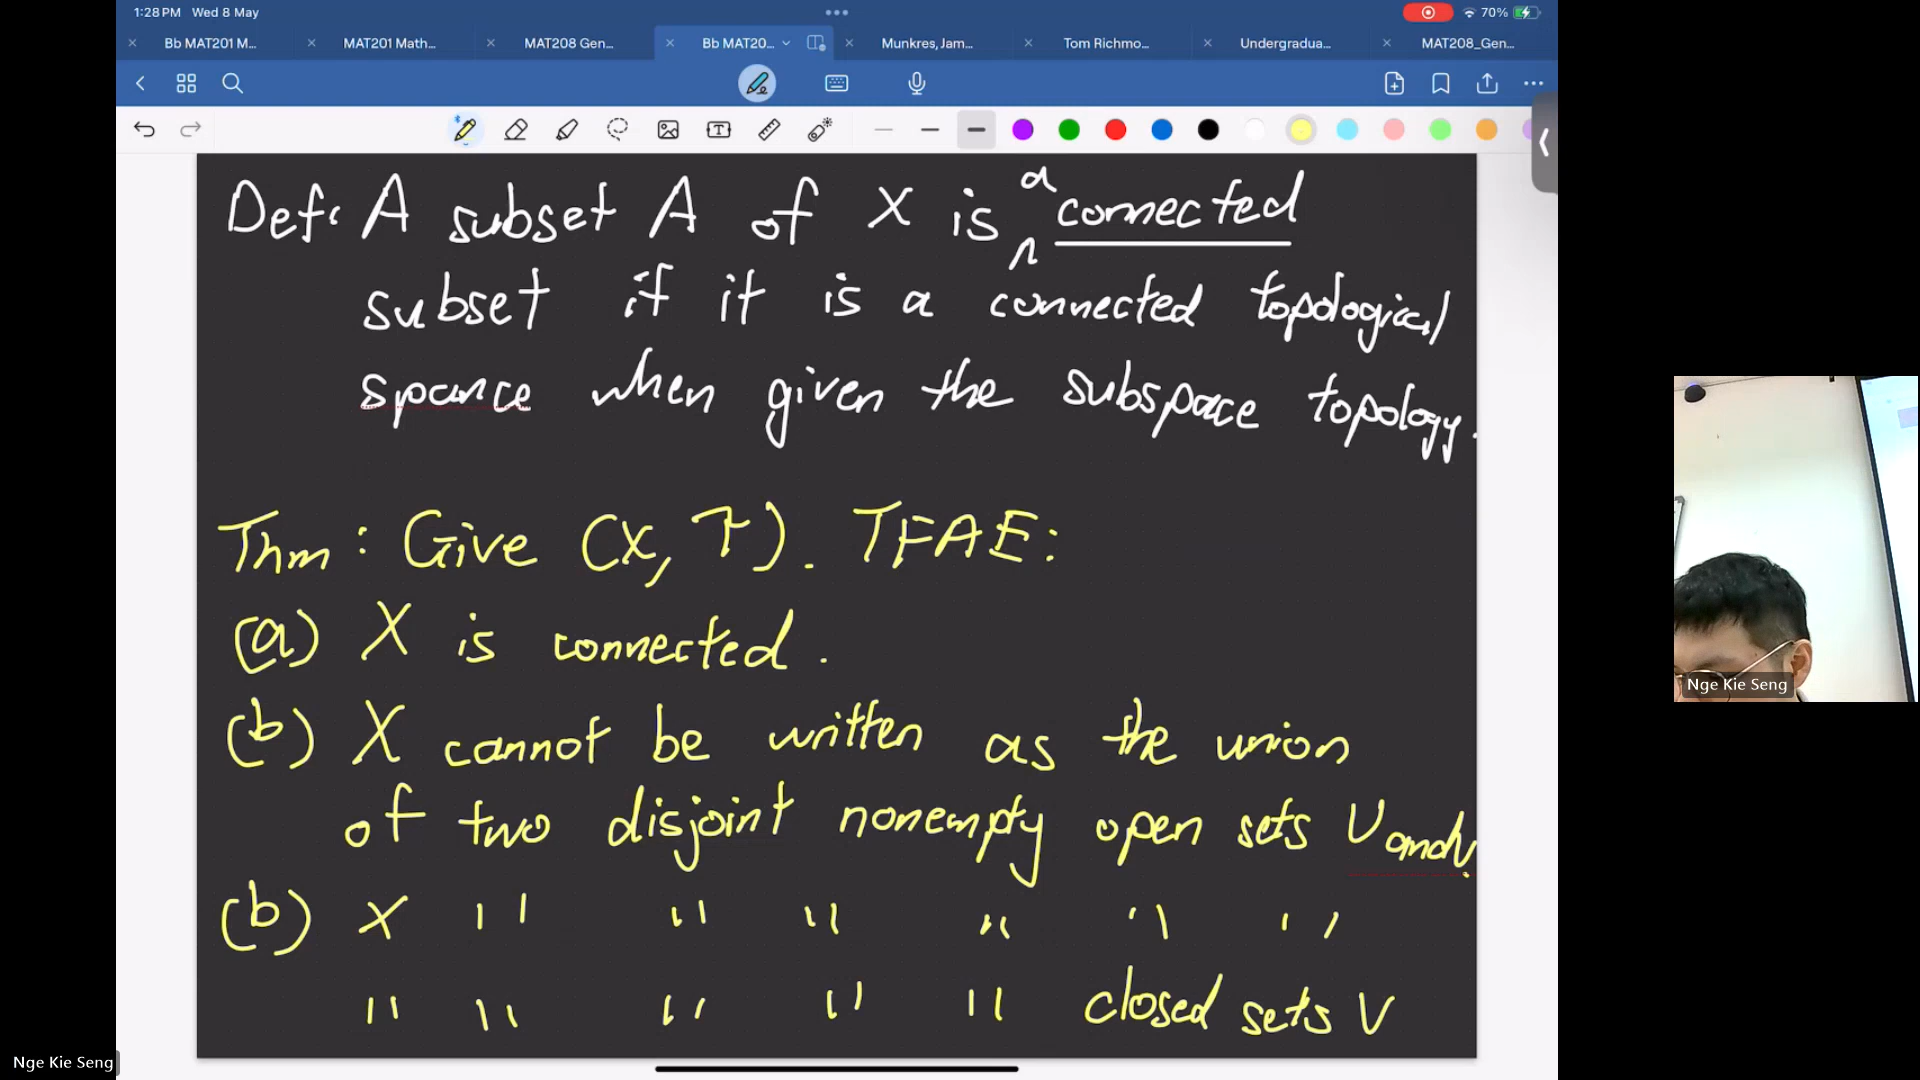 1:28 PM Wed 8 May
70%
Bb MAT201 M...
MAT201 Math...
MAT208 Gen...
Bb MAT20...
Munkres, Jam...
Tom Richmo...
Undergradua...
MAT208_Gen...
Def: A subset A of X is a connected
subset if it is a connected topological
spance when given the subspace topology.
Thm: Give (X, T). TFAE:
(a) X is connected.
(b) X cannot be written as the union
of two disjoint nonempty open sets U and V.
(b) X " " " " " "
" " " " " closed sets V
Nge Kie Seng
Nge Kie Seng